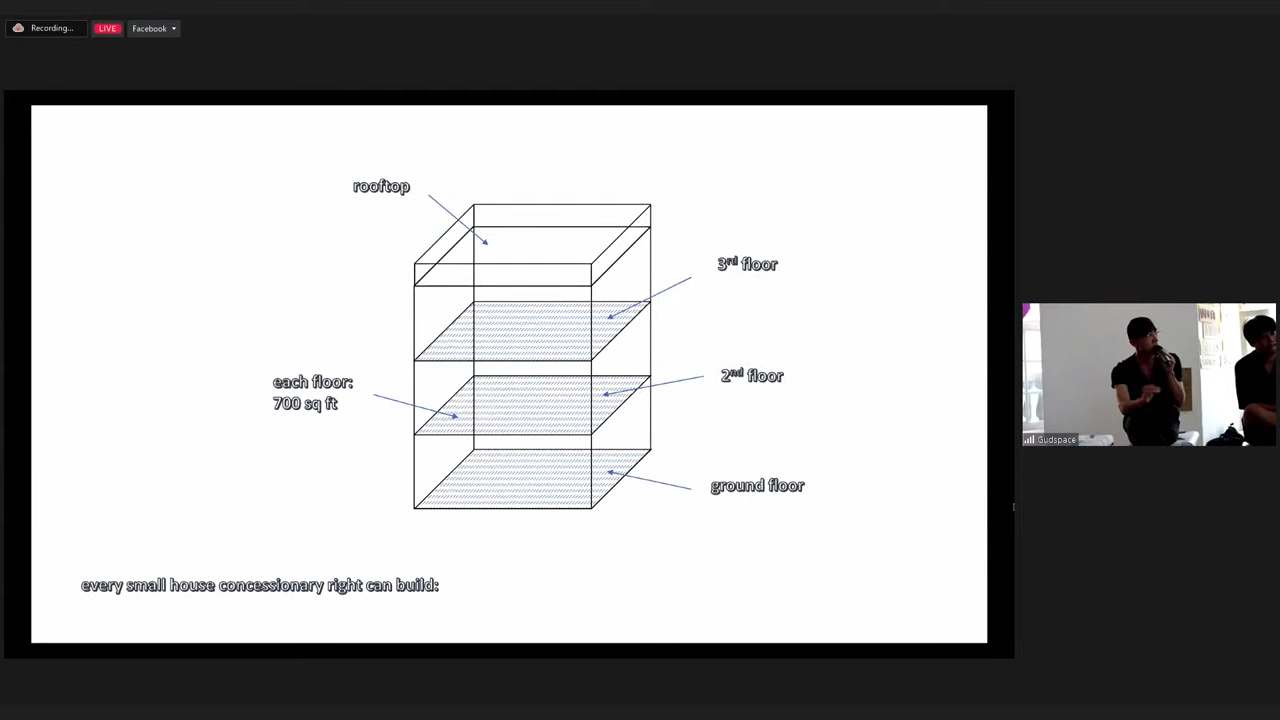 Recording...
LIVE
Facebook
rooftop
3rd floor
each floor:
700 sq ft
2nd floor
ground floor
every small house concessionary right can build:
Gudspace